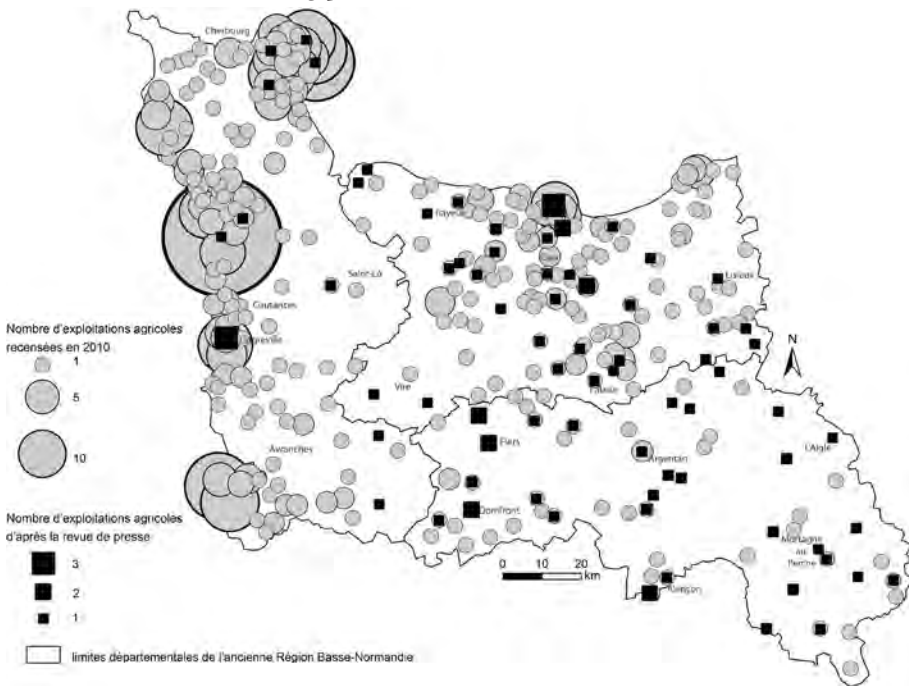 Cherbourg
Bayeux
Caen
Saint-Lô
Lisieux
Coutances
Nombre d'exploitations agricoles
recensées en 2010
1
5
10
N
Vire
Falaise
Flers
L'Aigle
Avranches
Argentan
Nombre d'exploitations agricoles
d'après la revue de presse
Domfront
Mortagne
au
Perche
3
2
1
0 10 20
km
Alençon
limites départementales de l'ancienne Région Basse-Normandie